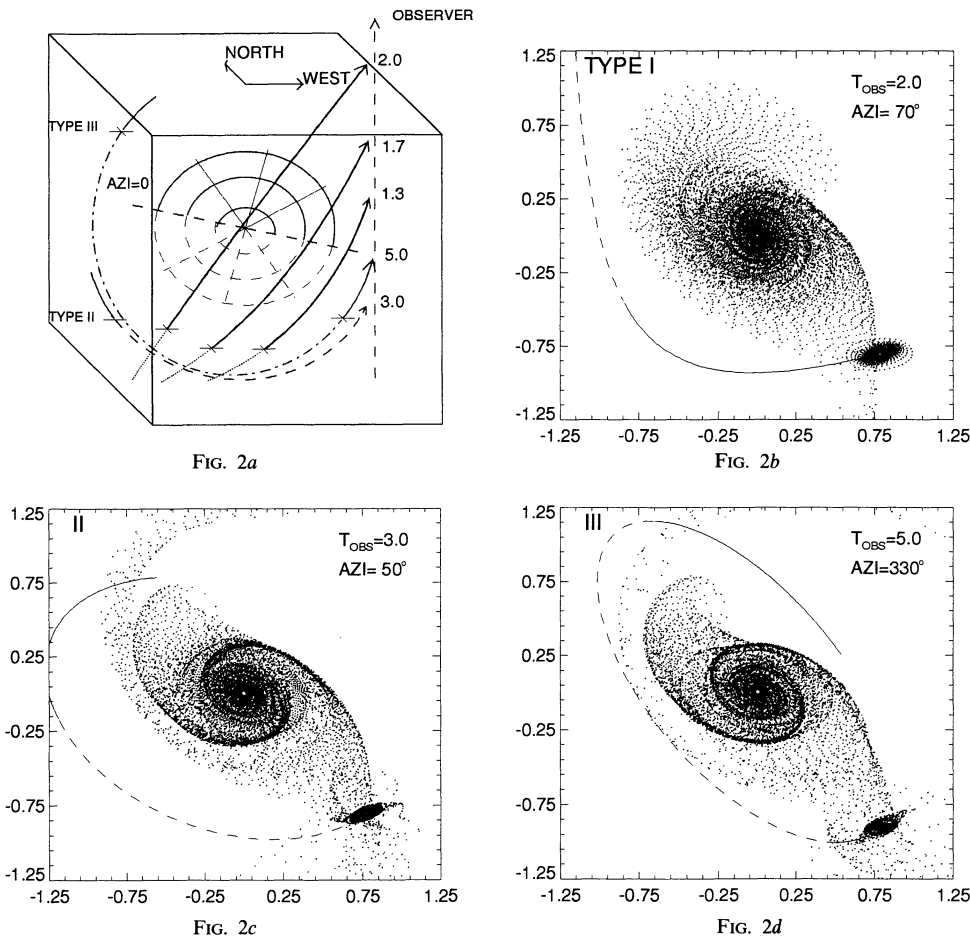 OBSERVER
NORTH
WEST
2.0
TYPE III
1.7
AZI=0
1.3
5.0
3.0
TYPE II
FIG. 2a
TYPE I
T_OBS=2.0
AZI= 70°
1.25
0.75
0.25
-0.25
-0.75
-1.25
-1.25 -0.75 -0.25 0.25 0.75 1.25
FIG. 2b
II
T_OBS=3.0
AZI= 50°
1.25
0.75
0.25
-0.25
-0.75
-1.25
-1.25 -0.75 -0.25 0.25 0.75 1.25
FIG. 2c
III
T_OBS=5.0
AZI= 330°
1.25
0.75
0.25
-0.25
-0.75
-1.25
-1.25 -0.75 -0.25 0.25 0.75 1.25
FIG. 2d